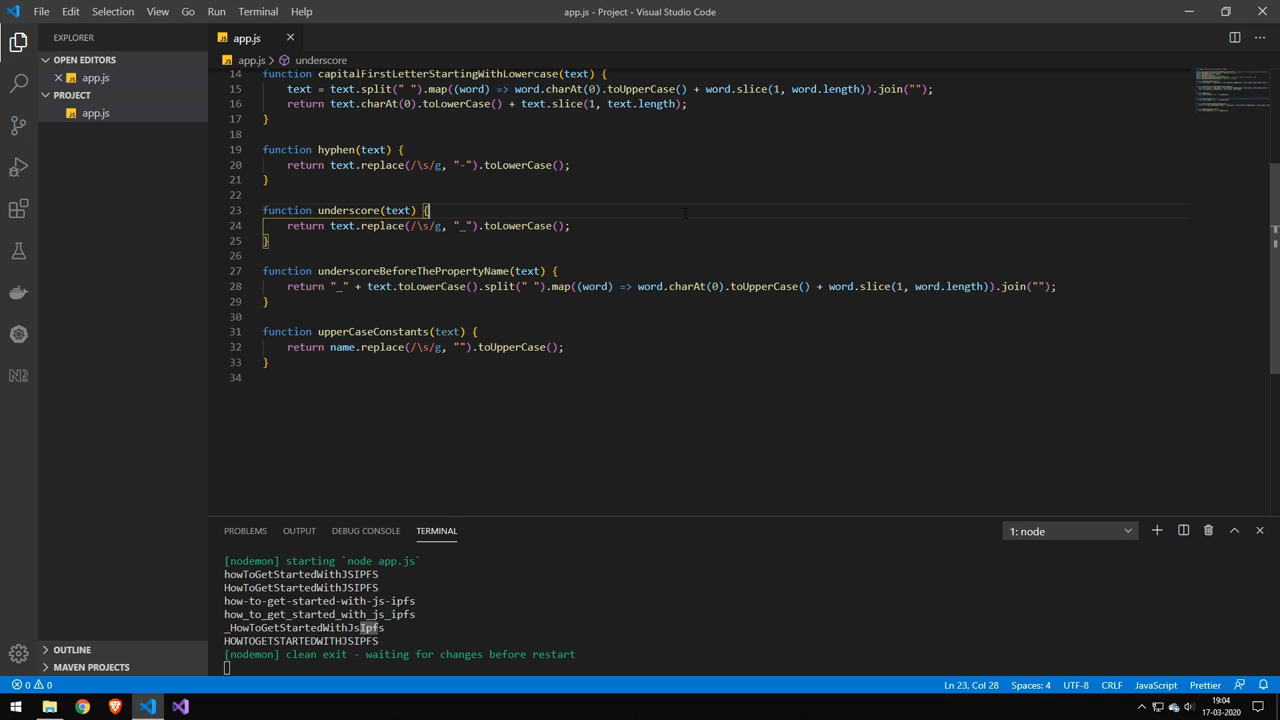 File Edit Selection View Go Run Terminal Help
app.js - Project - Visual Studio Code
EXPLORER
OPEN EDITORS
JS app.js
PROJECT
JS app.js
OUTLINE
MAVEN PROJECTS
JS app.js
JS app.js > underscore
14 function capitalFirstLetterStartingWithLowercase(text) {
15 text = text.split(" ").map((word) => word.charAt(0).toUpperCase() + word.slice(1, word.length)).join("");
16 return text.charAt(0).toLowerCase() + text.slice(1, text.length);
17 }
18
19 function hyphen(text) {
20 return text.replace(/\s/g, "-").toLowerCase();
21 }
22
23 function underscore(text) {
24 return text.replace(/\s/g, "_").toLowerCase();
25 }
26
27 function underscoreBeforeThePropertyName(text) {
28 return "_" + text.toLowerCase().split(" ").map((word) => word.charAt(0).toUpperCase() + word.slice(1, word.length)).join("");
29 }
30
31 function upperCaseConstants(text) {
32 return name.replace(/\s/g, "").toUpperCase();
33 }
34
PROBLEMS OUTPUT DEBUG CONSOLE TERMINAL
1: node
[nodemon] starting `node app.js`
howToGetStartedWithJSIPFS
HowToGetStartedWithJSIPFS
how-to-get-started-with-js-ipfs
how_to_get_started_with_js_ipfs
_HowToGetStartedWithJsIpfs
HOWTOGETSTARTEDWITHJSIPFS
[nodemon] clean exit - waiting for changes before restart
0 0
Ln 23, Col 28 Spaces: 4 UTF-8 CRLF JavaScript Prettier
19:04
17-03-2020